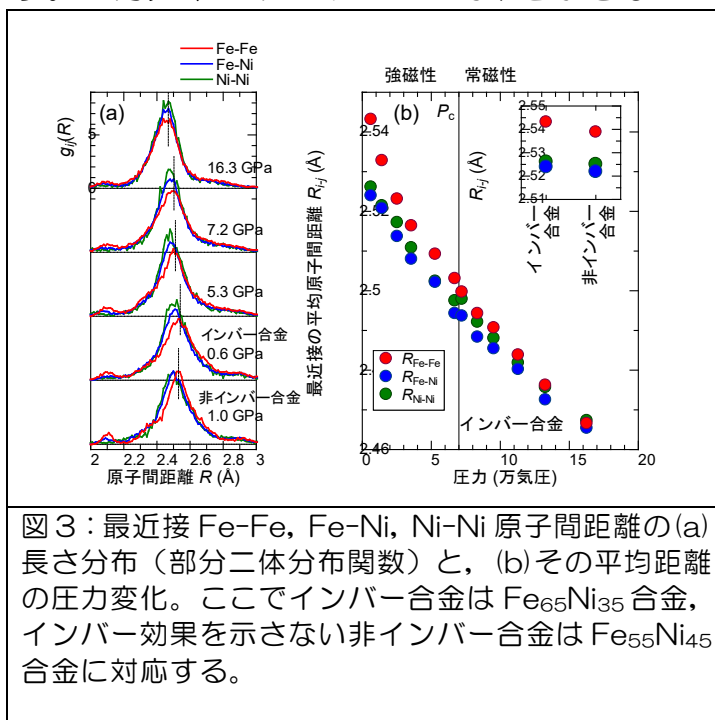 Fe-Fe
Fe-Ni
Ni-Ni
(a)
g_ij(R)
5
0
16.3 GPa
7.2 GPa
5.3 GPa
インバー合金
0.6 GPa
非インバー合金
1.0 GPa
2 2.2 2.4 2.6 2.8 3
原子間距離 R (Å)
強磁性 常磁性
(b) P_c
最近接の平均原子間距離 R_i-j (Å)
2.54
2.52
2.5
2.46
R_i-j (Å)
2.55
2.54
2.53
2.52
2.51
インバー
合金
非インバー
合金
R_Fe-Fe
R_Fe-Ni
R_Ni-Ni
インバー合金
0 5 10 15 20
圧力 (万気圧)
図3：最近接 Fe-Fe, Fe-Ni, Ni-Ni 原子間距離の(a)
長さ分布（部分二体分布関数）と，(b)その平均距離
の圧力変化。ここでインバー合金は Fe₆₅Ni₃₅ 合金，
インバー効果を示さない非インバー合金は Fe₅₅Ni₄₅
合金に対応する。